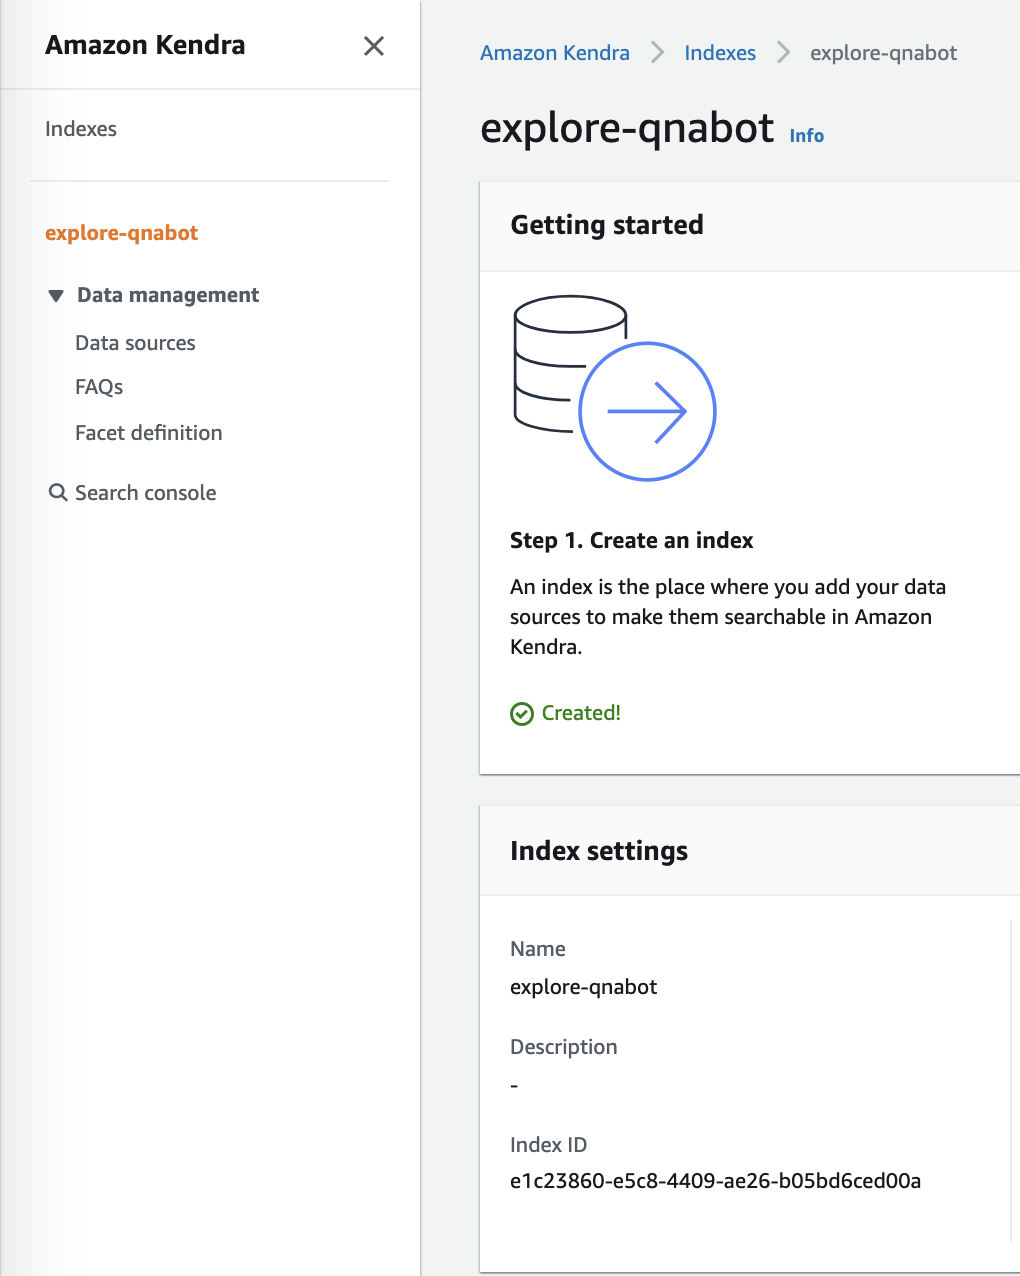 Amazon Kendra
Indexes
explore-qnabot
Data management
Data sources
FAQs
Facet definition
Search console
Amazon Kendra > Indexes > explore-qnabot
explore-qnabot Info
Getting started
Step 1. Create an index
An index is the place where you add your data
sources to make them searchable in Amazon
Kendra.
Created!
Index settings
Name
explore-qnabot
Description
-
Index ID
e1c23860-e5c8-4409-ae26-b05bd6ced00a